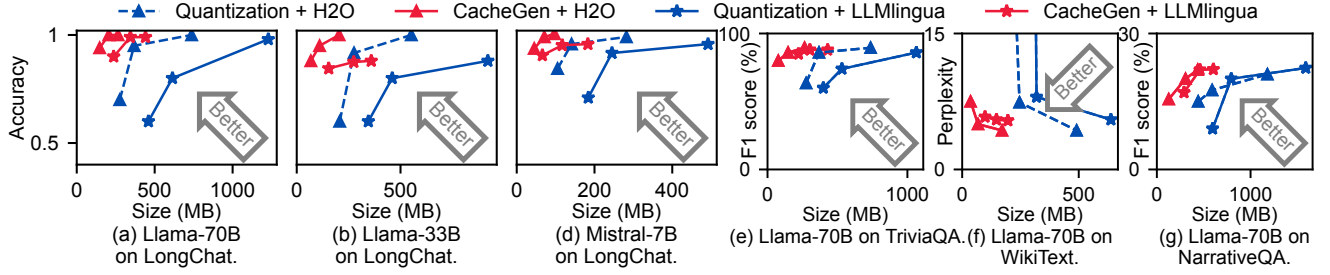 Quantization + H2O CacheGen + H2O Quantization + LLMlingua CacheGen + LLMlingua
Accuracy
1
0.5
Better
0 500 1000
Size (MB)
(a) Llama-70B
on LongChat.
Better
0 500
Size (MB)
(b) Llama-33B
on LongChat.
Better
0 200 400
Size (MB)
(d) Mistral-7B
on LongChat.
F1 score (%)
100
0
Better
0 500 1000
Size (MB)
(e) Llama-70B on TriviaQA.
Perplexity
15
0
Better
0 500
Size (MB)
(f) Llama-70B on
WikiText.
F1 score (%)
30
0
Better
0 1000
Size (MB)
(g) Llama-70B on
NarrativeQA.